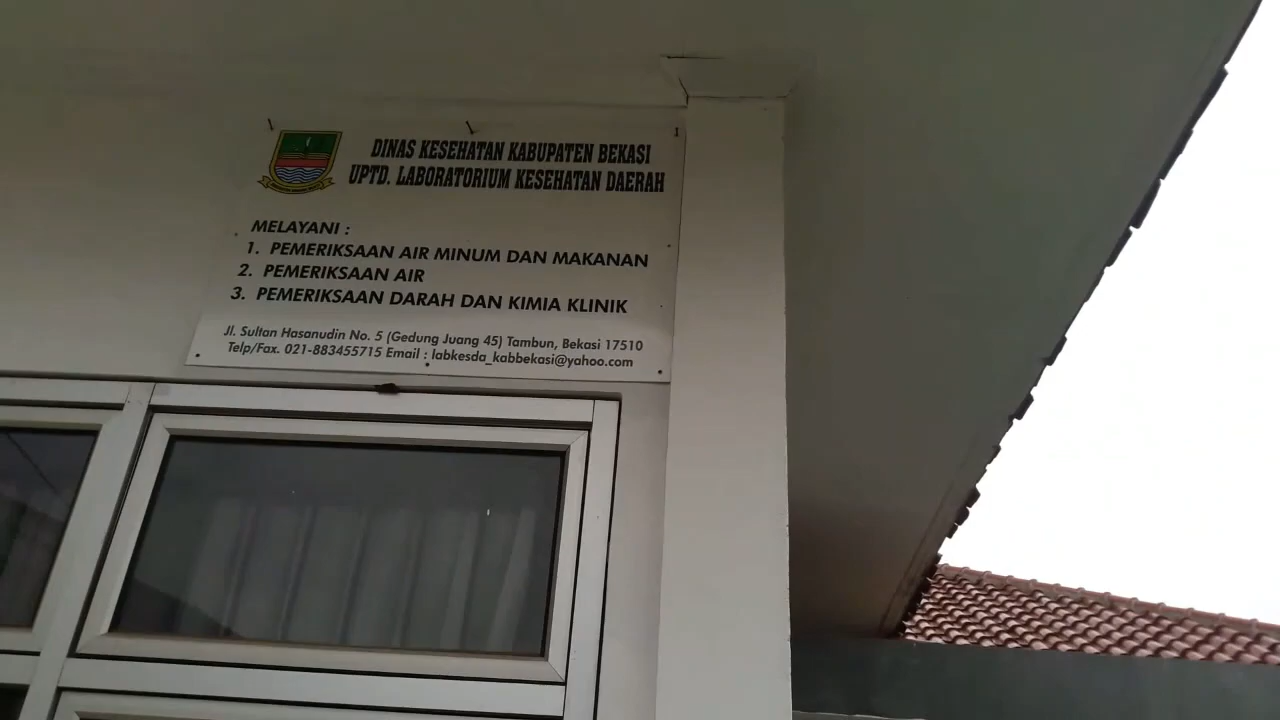 DINAS KESEHATAN KABUPATEN BEKASI
UPTD. LABORATORIUM KESEHATAN DAERAH
MELAYANI :
1. PEMERIKSAAN AIR MINUM DAN MAKANAN
2. PEMERIKSAAN AIR
3. PEMERIKSAAN DARAH DAN KIMIA KLINIK
Jl. Sultan Hasanudin No. 5 (Gedung Juang 45) Tambun, Bekasi 17510
Telp/Fax. 021-883455715 Email : labkesda_kabbekasi@yahoo.com